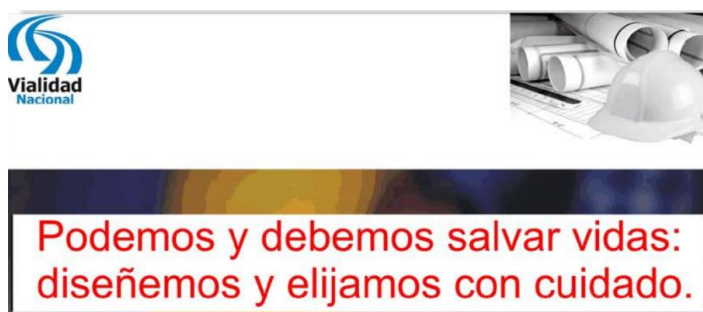 Vialidad
Nacional
Podemos y debemos salvar vidas:
diseñemos y elijamos con cuidado.